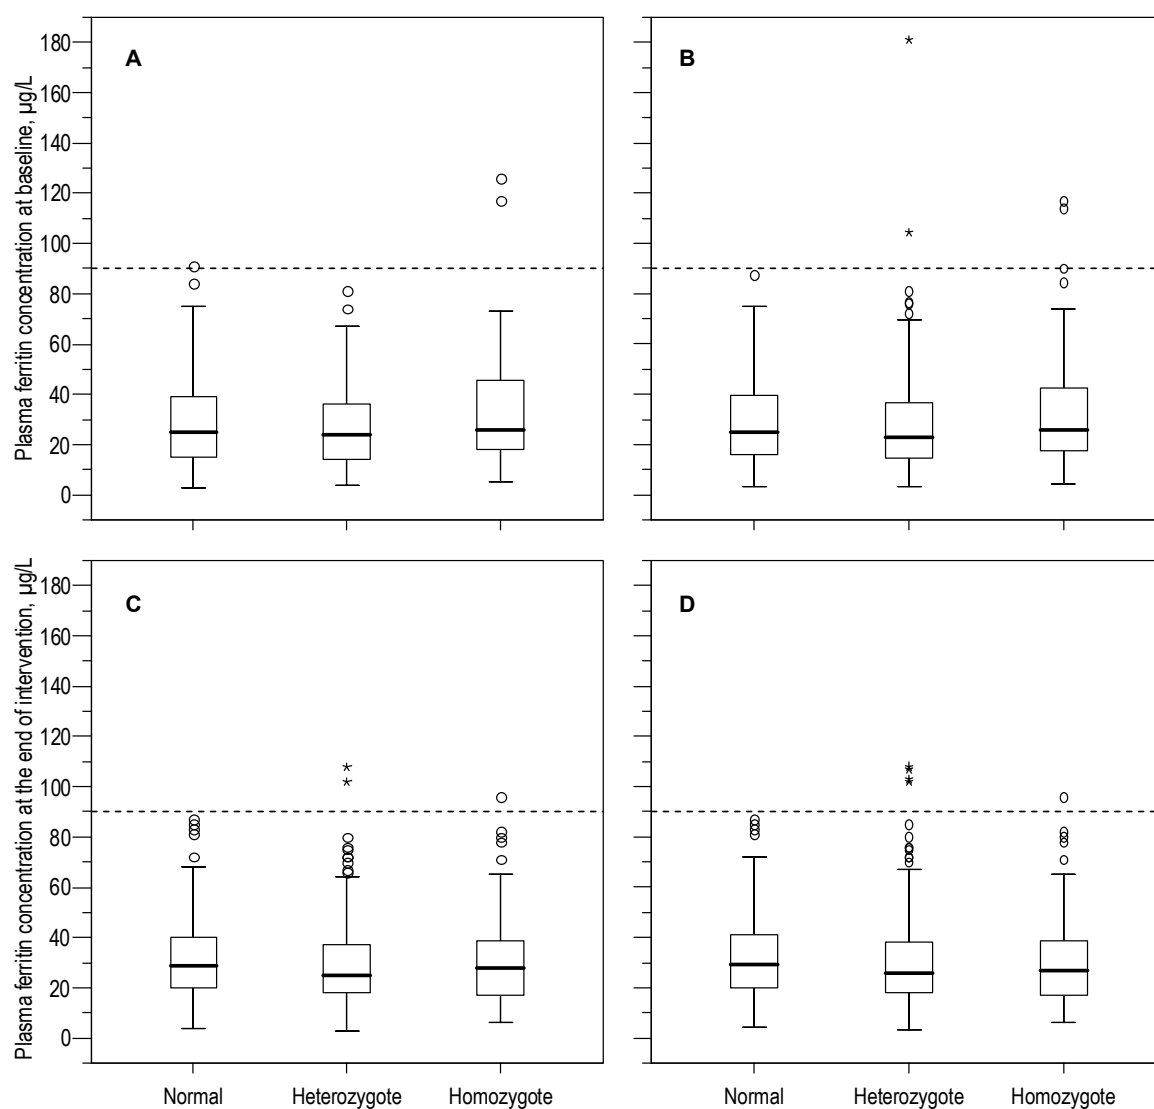 Plasma ferritin concentration at baseline, µg/L
180
160
140
120
100
80
60
40
20
0
A
B
Plasma ferritin concentration at the end of intervention, µg/L
180
160
140
120
100
80
60
40
20
0
C
D
Normal Heterozygote Homozygote Normal Heterozygote Homozygote